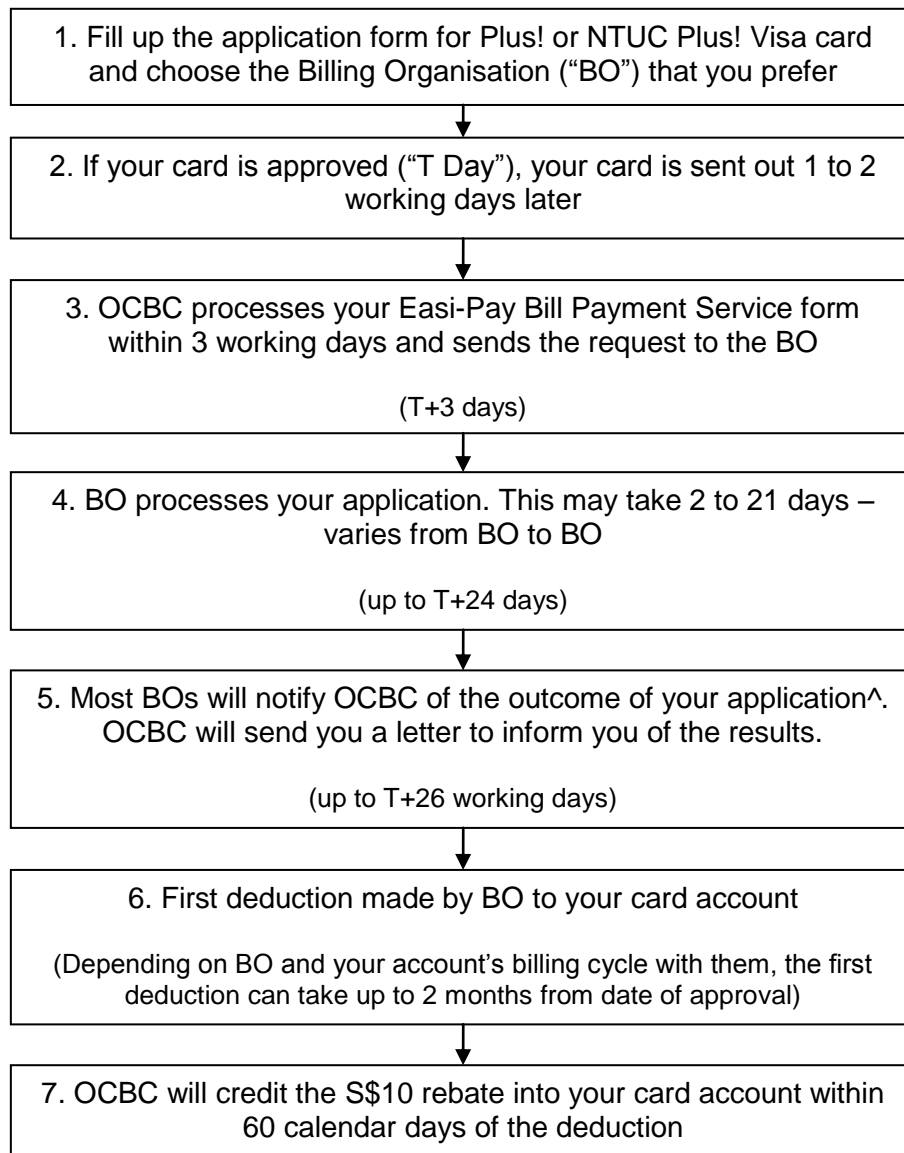 1. Fill up the application form for Plus! or NTUC Plus! Visa card
and choose the Billing Organisation (“BO”) that you prefer
2. If your card is approved (“T Day”), your card is sent out 1 to 2
working days later
3. OCBC processes your Easi-Pay Bill Payment Service form
within 3 working days and sends the request to the BO
(T+3 days)
4. BO processes your application. This may take 2 to 21 days –
varies from BO to BO
(up to T+24 days)
5. Most BOs will notify OCBC of the outcome of your application^.
OCBC will send you a letter to inform you of the results.
(up to T+26 working days)
6. First deduction made by BO to your card account
(Depending on BO and your account’s billing cycle with them, the first
deduction can take up to 2 months from date of approval)
7. OCBC will credit the S$10 rebate into your card account within
60 calendar days of the deduction